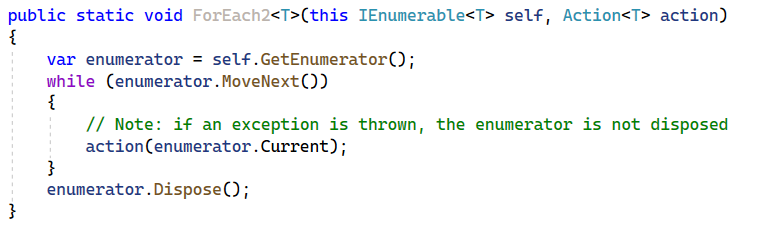 public static void ForEach2<T>(this IEnumerable<T> self, Action<T> action)
{
    var enumerator = self.GetEnumerator();
    while (enumerator.MoveNext())
    {
        // Note: if an exception is thrown, the enumerator is not disposed
        action(enumerator.Current);
    }
    enumerator.Dispose();
}